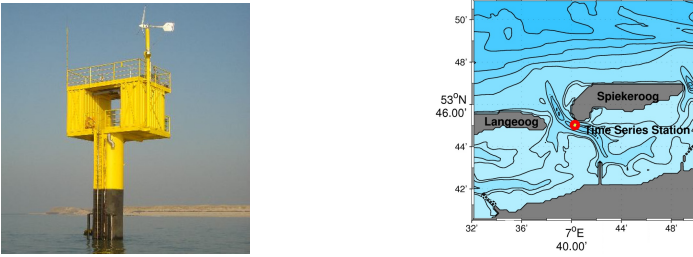 50'
48'
53°N
46.00'
Spiekeroog
Langeoog
Time Series Station
44'
42'
32'
36'
7°E
40.00'
44'
48'